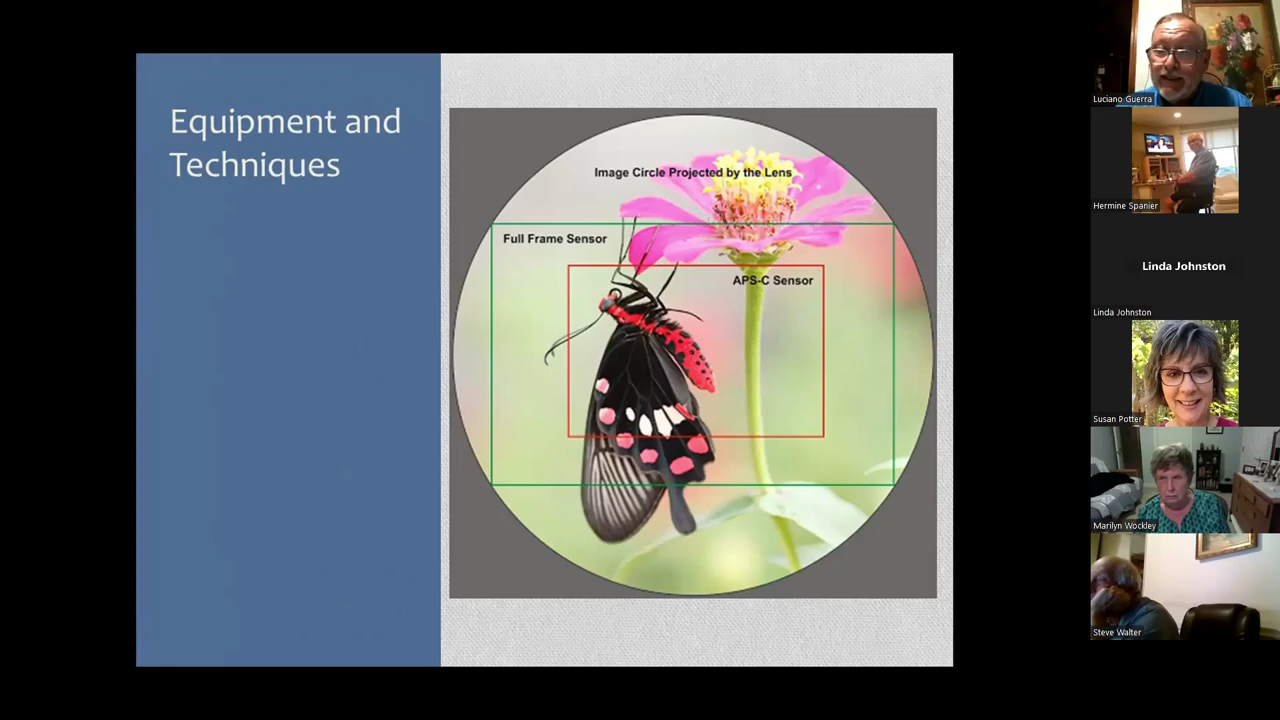 Equipment and
Techniques
Image Circle Projected by the Lens
Full Frame Sensor
APS-C Sensor
Luciano Guerra
Hermine Spanier
Linda Johnston
Linda Johnston
Susan Potter
Marilyn Wockley
Steve Walter